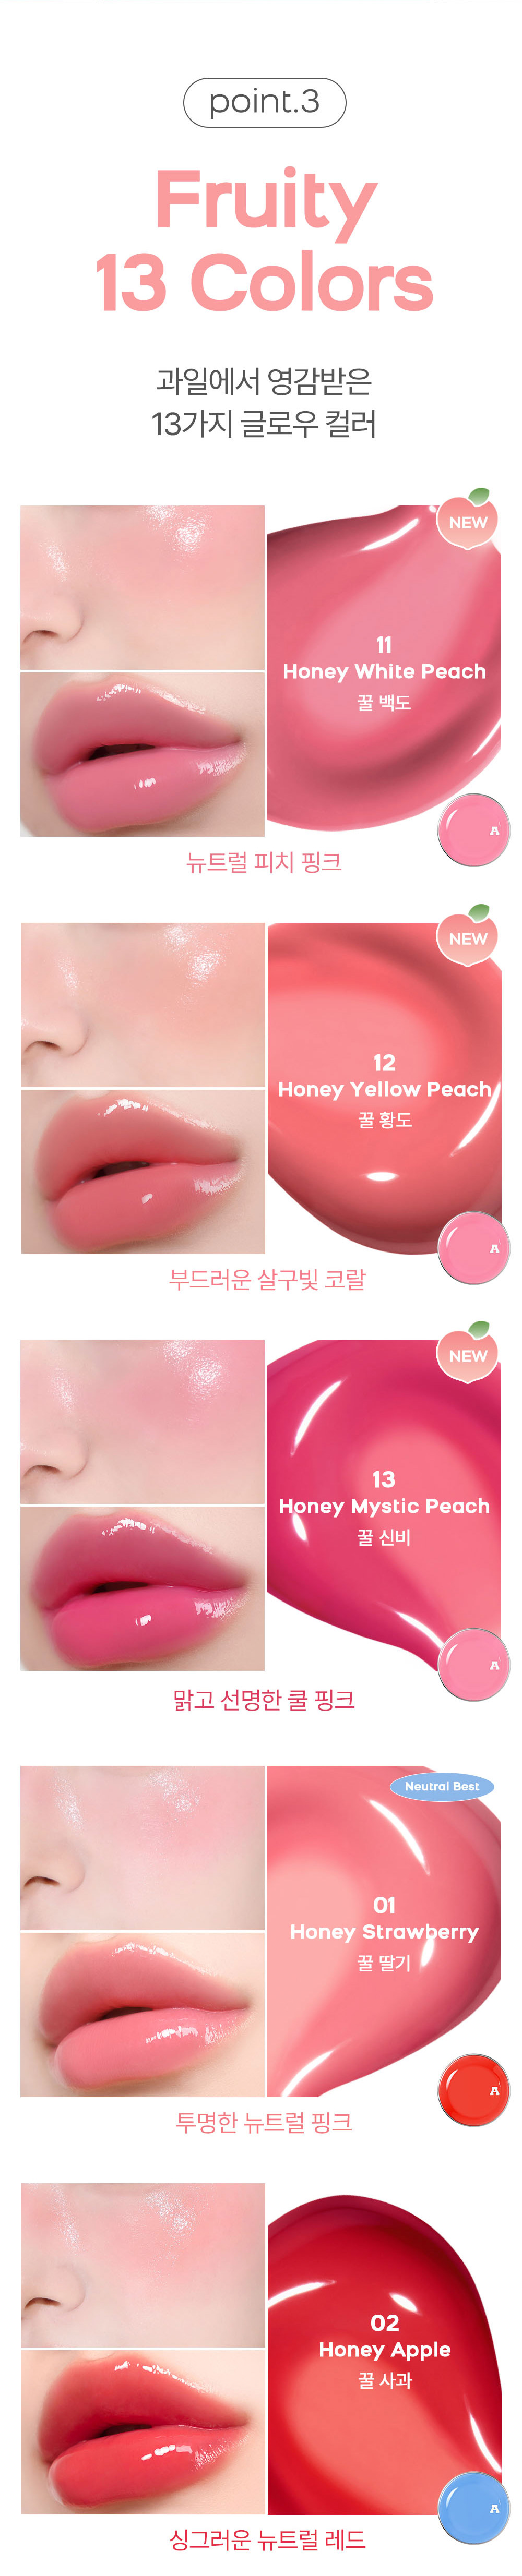 point.3
Fruity
13 Colors
과일에서 영감받은
13가지 글로우 컬러
NEW
11
Honey White Peach
꿀 백도
A
뉴트럴 피치 핑크
NEW
12
Honey Yellow Peach
꿀 황도
A
부드러운 살구빛 코랄
NEW
13
Honey Mystic Peach
꿀 신비
A
맑고 선명한 쿨 핑크
Neutral Best
01
Honey Strawberry
꿀 딸기
A
투명한 뉴트럴 핑크
02
Honey Apple
꿀 사과
A
싱그러운 뉴트럴 레드